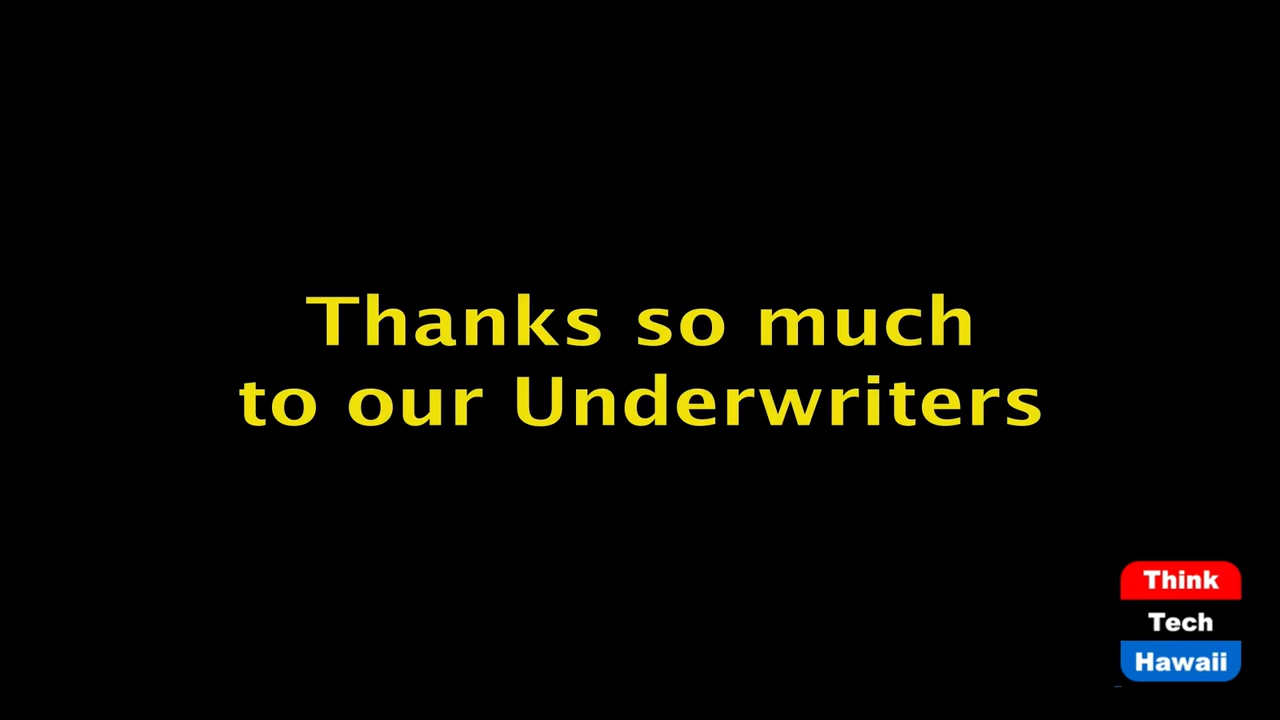 Thanks so much
to our Underwriters
Think
Tech
Hawaii